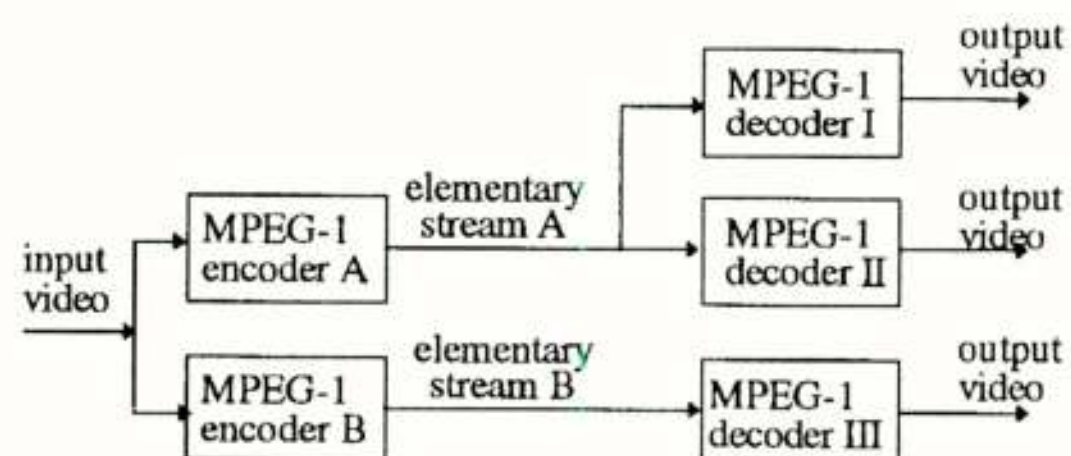 output
video
MPEG-1
decoder I
elementary
stream A
MPEG-1
encoder A
input
video
MPEG-1
decoder II
output
video
elementary
stream B
MPEG-1
encoder B
MPEG-1
decoder III
output
video